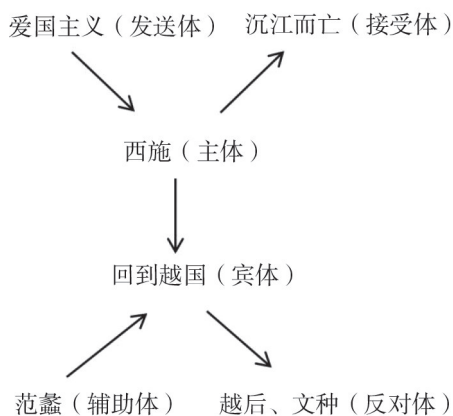 爱国主义（发送体） 沉江而亡（接受体）
西施（主体）
回到越国（宾体）
范蠡（辅助体） 越后、文种（反对体）